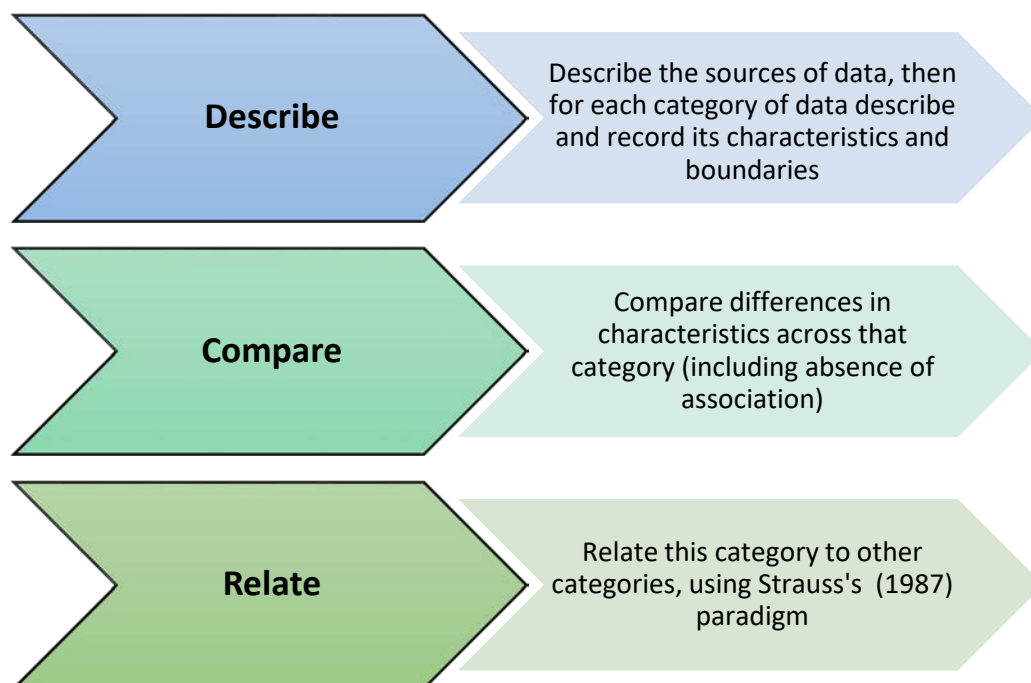 Describe
Describe the sources of data, then
for each category of data describe
and record its characteristics and
boundaries
Compare
Compare differences in
characteristics across that
category (including absence of
association)
Relate
Relate this category to other
categories, using Strauss's  (1987)
paradigm